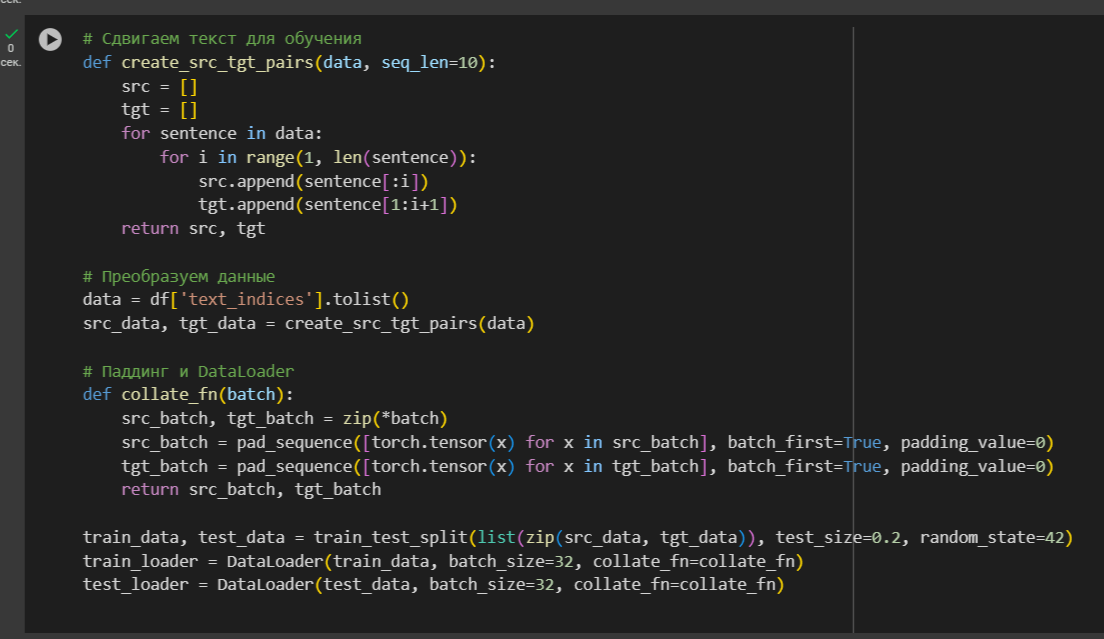 сек.
0
сек.
# Сдвигаем текст для обучения
def create_src_tgt_pairs(data, seq_len=10):
    src = []
    tgt = []
    for sentence in data:
        for i in range(1, len(sentence)):
            src.append(sentence[:i])
            tgt.append(sentence[1:i+1])
    return src, tgt

# Преобразуем данные
data = df['text_indices'].tolist()
src_data, tgt_data = create_src_tgt_pairs(data)

# Паддинг и DataLoader
def collate_fn(batch):
    src_batch, tgt_batch = zip(*batch)
    src_batch = pad_sequence([torch.tensor(x) for x in src_batch], batch_first=True, padding_value=0)
    tgt_batch = pad_sequence([torch.tensor(x) for x in tgt_batch], batch_first=True, padding_value=0)
    return src_batch, tgt_batch

train_data, test_data = train_test_split(list(zip(src_data, tgt_data)), test_size=0.2, random_state=42)
train_loader = DataLoader(train_data, batch_size=32, collate_fn=collate_fn)
test_loader = DataLoader(test_data, batch_size=32, collate_fn=collate_fn)